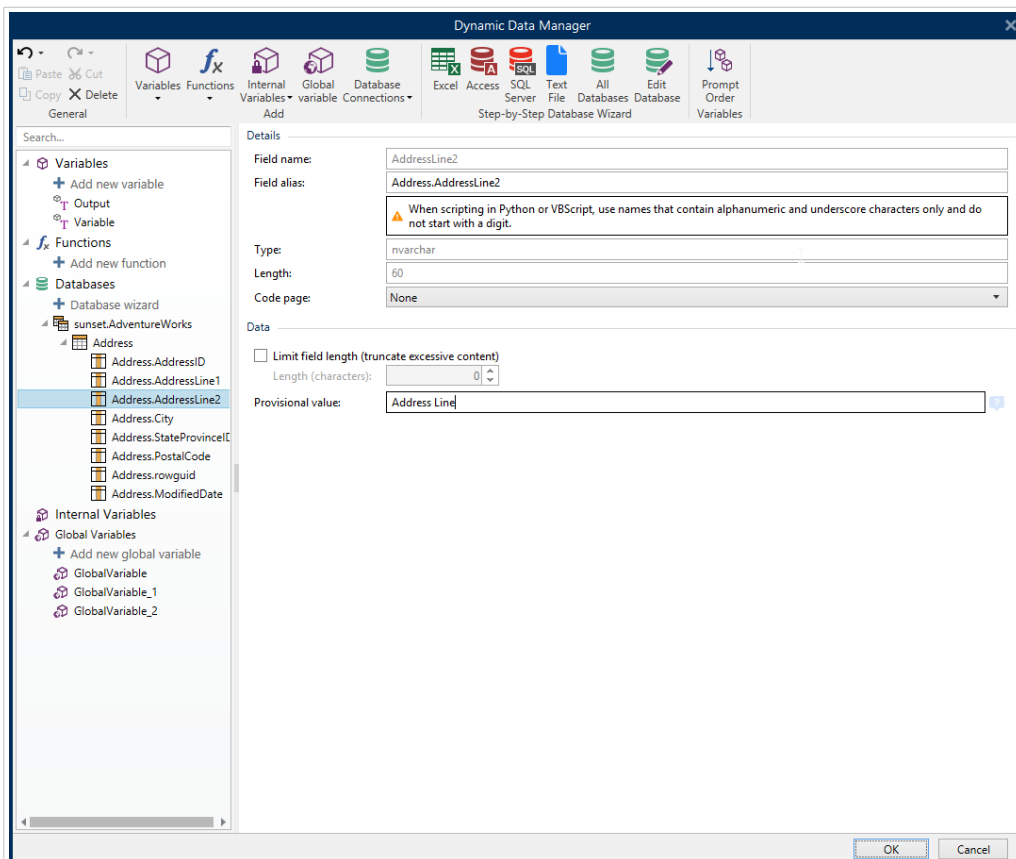 Dynamic Data Manager
Paste Cut
Copy Delete
General
Variables Functions
Internal Variables
Global variable
Database Connections
Add
Excel Access SQL Server Text File All Databases Edit Database
Step-by-Step Database Wizard
Prompt Order
Variables
Search...
Variables
Add new variable
Output
Variable
Functions
Add new function
Databases
Database wizard
sunset.AdventureWorks
Address
Address.AddressID
Address.AddressLine1
Address.AddressLine2
Address.City
Address.StateProvinceID
Address.PostalCode
Address.rowguid
Address.ModifiedDate
Internal Variables
Global Variables
Add new global variable
GlobalVariable
GlobalVariable_1
GlobalVariable_2
Details
Field name: AddressLine2
Field alias: Address.AddressLine2
When scripting in Python or VBScript, use names that contain alphanumeric and underscore characters only and do
not start with a digit.
Type: nvarchar
Length: 60
Code page: None
Data
Limit field length (truncate excessive content)
Length (characters): 0
Provisional value: Address Line
OK Cancel